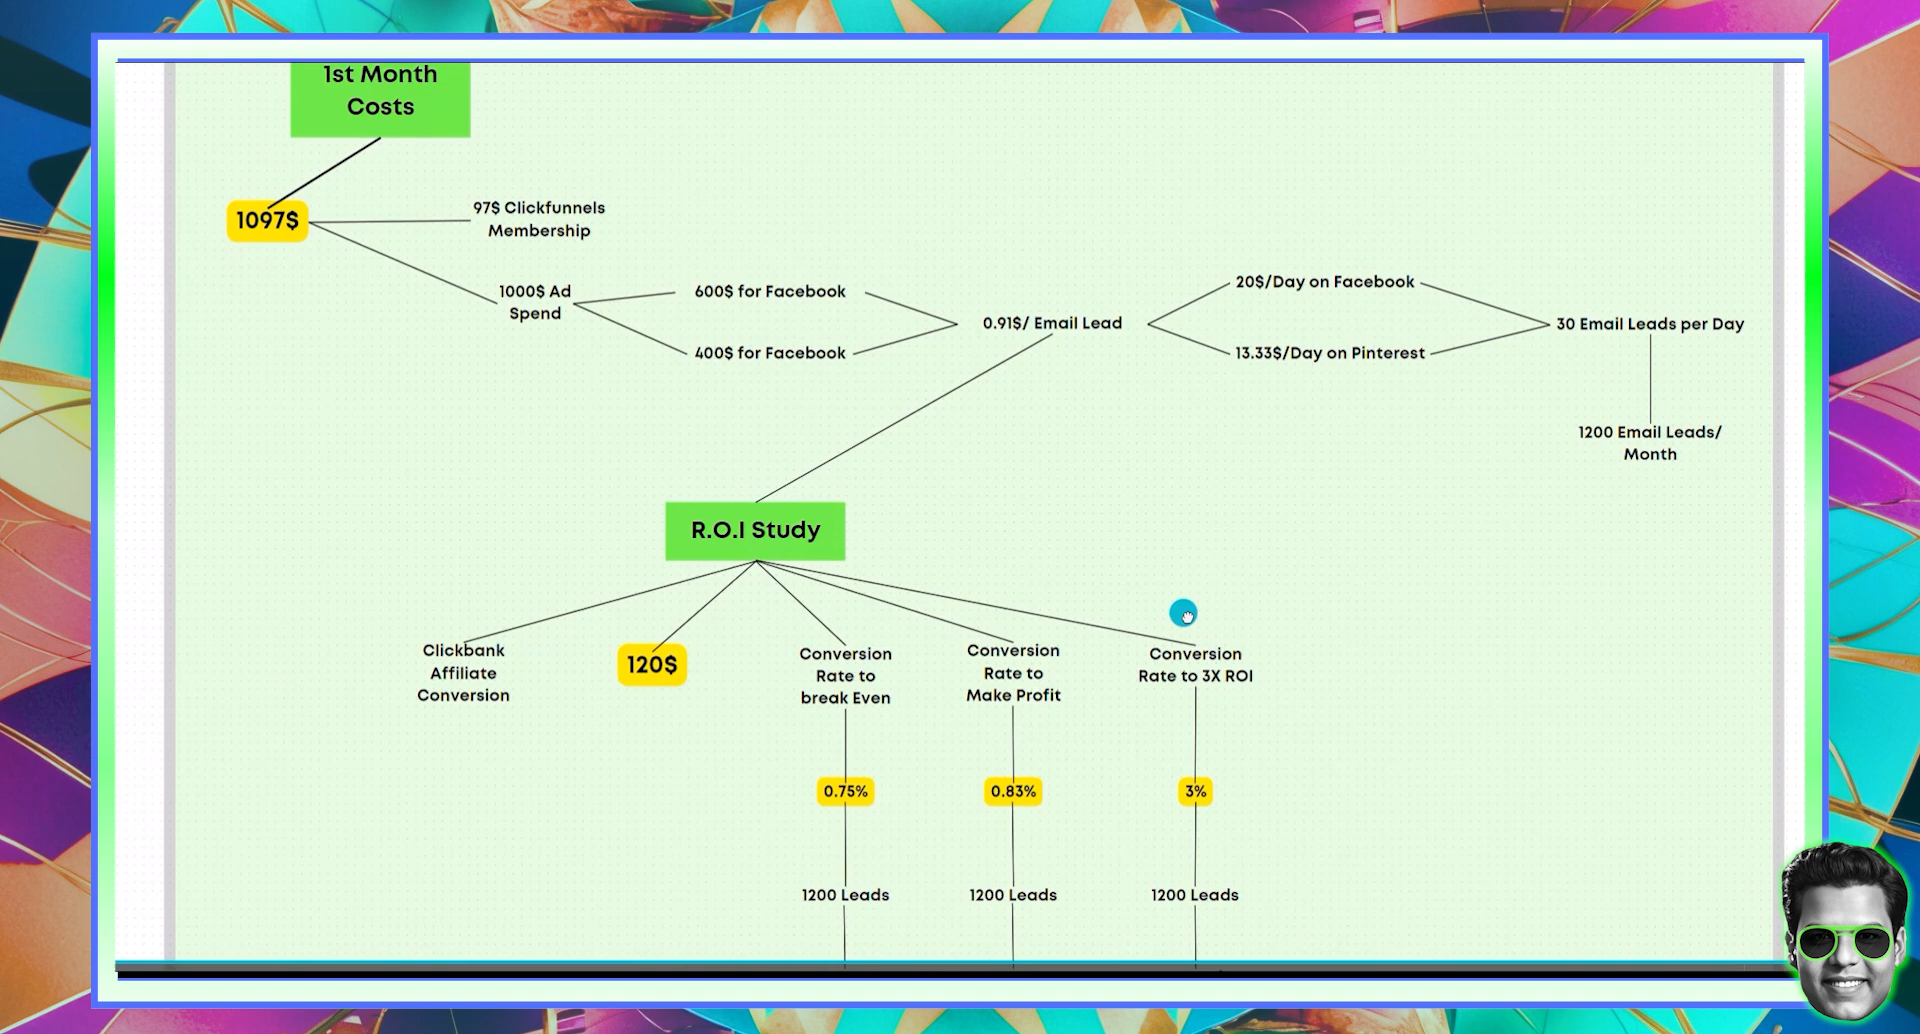 1st Month
Costs
1097$
97$ Clickfunnels
Membership
1000$ Ad
Spend
600$ for Facebook
400$ for Facebook
0.91$/ Email Lead
20$/Day on Facebook
13.33$/Day on Pinterest
30 Email Leads per Day
1200 Email Leads/
Month
R.O.I Study
Clickbank
Affiliate
Conversion
120$
Conversion
Rate to
break Even
Conversion
Rate to
Make Profit
Conversion
Rate to 3X ROI
0.75%
0.83%
3%
1200 Leads
1200 Leads
1200 Leads